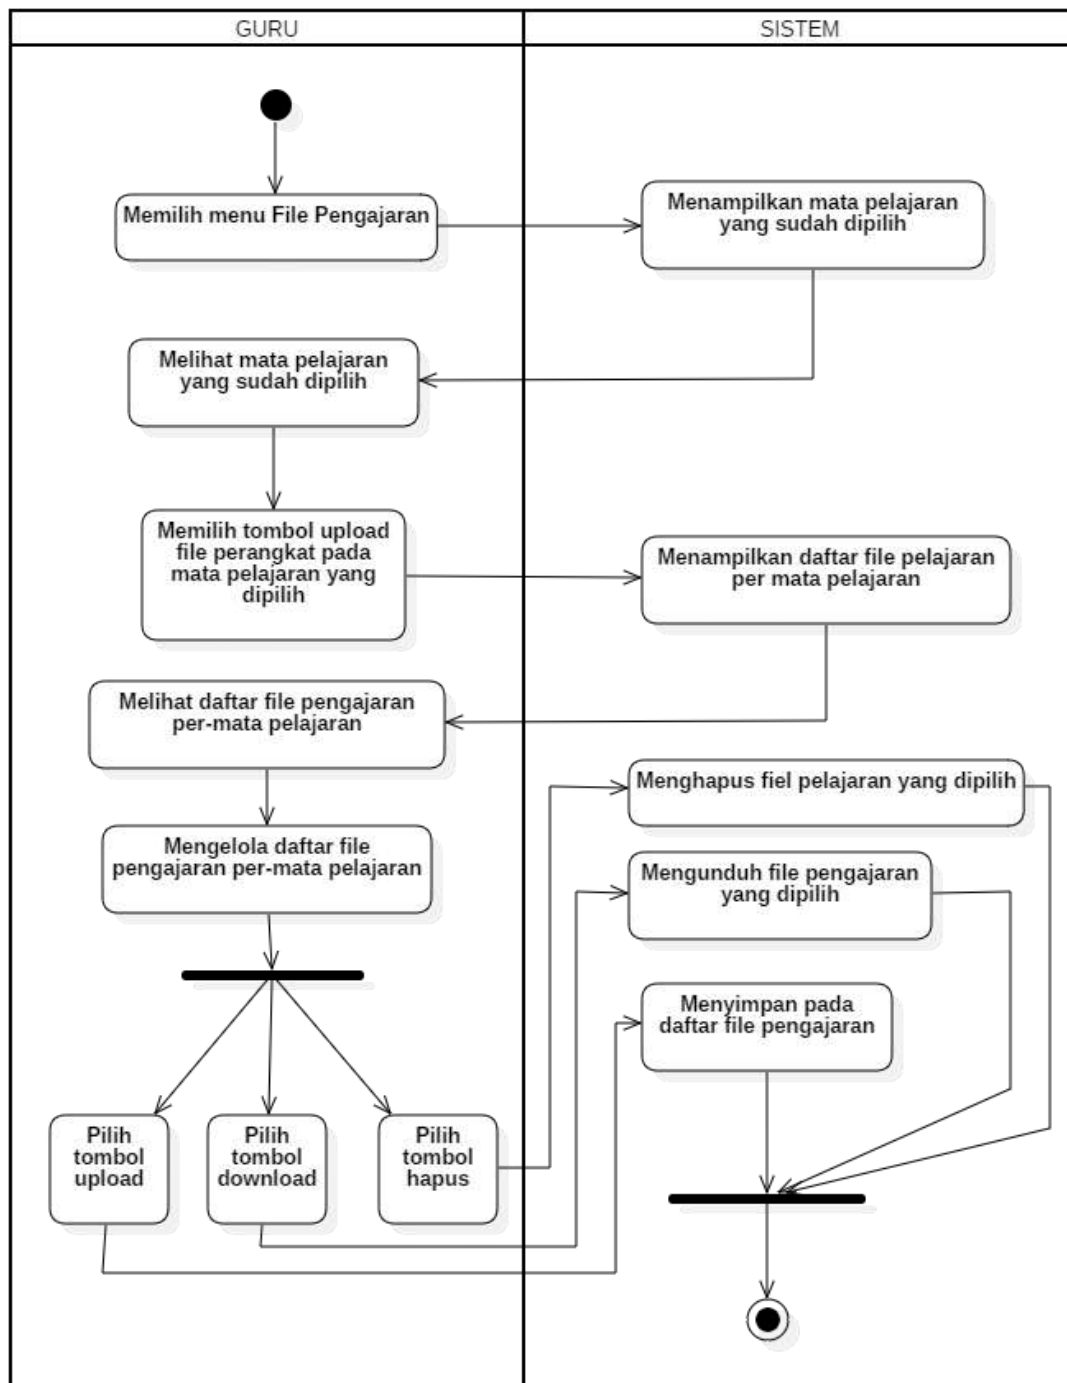 GURU
SISTEM
Memilih menu File Pengajaran
Menampilkan mata pelajaran
yang sudah dipilih
Melihat mata pelajaran
yang sudah dipilih
Memilih tombol upload
file perangkat pada
mata pelajaran yang
dipilih
Menampilkan daftar file pelajaran
per mata pelajaran
Melihat daftar file pengajaran
per-mata pelajaran
Menghapus fiel pelajaran yang dipilih
Mengelola daftar file
pengajaran per-mata pelajaran
Mengunduh file pengajaran
yang dipilih
Menyimpan pada
daftar file pengajaran
Pilih
tombol
upload
Pilih
tombol
download
Pilih
tombol
hapus